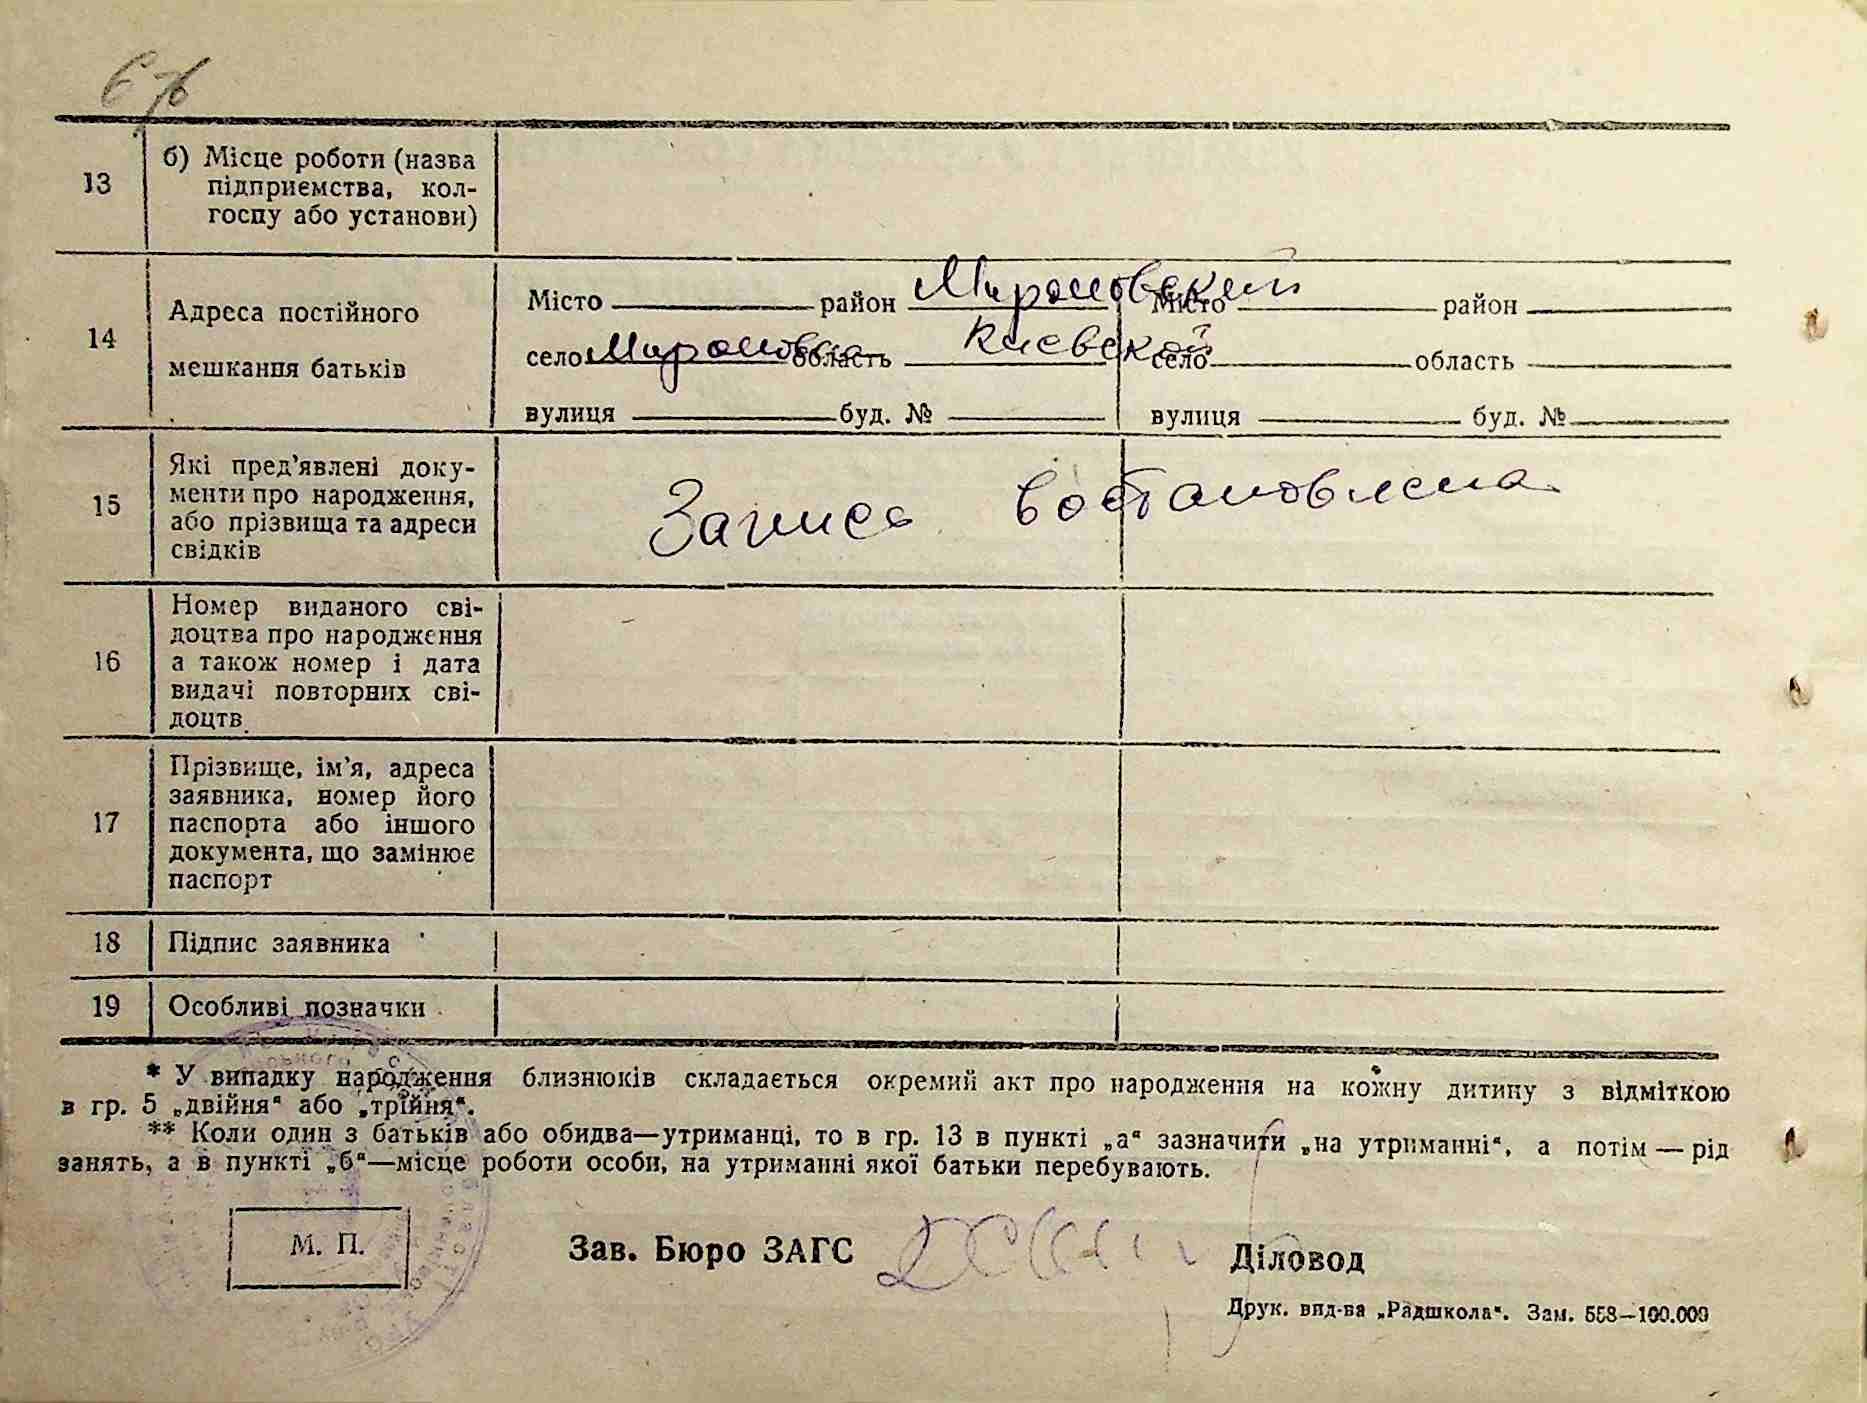 13 б) Місце роботи (назва
підприємства, кол-
госпу або установи)
Місто район Мироновский Місто район
14 Адреса постійного
мешкання батьків
село Мироновка область Киевской село область
вулиця буд. № вулиця буд. №
15 Які пред’явлені доку-
менти про народження,
або прізвища та адреси
свідків
Запись востановлена
16 Номер виданого сві-
доцтва про народження
а також номер і дата
видачі повторних сві-
доцтв
17 Прізвище, ім’я, адреса
заявника, номер його
паспорта або іншого
документа, що замінює
паспорт
18 Підпис заявника
19 Особливі позначки
* У випадку народження близнюків складається окремий акт про народження на кожну дитину з відміткою
в гр. 5 „двійня“ або „трійня“.
** Коли один з батьків або обидва—утриманці, то в гр. 13 в пункті „а“ зазначити „на утриманні“, а потім — рід
занять, а в пункті „б“—місце роботи особи, на утриманні якої батьки перебувають.
М. П. Зав. Бюро ЗАГС Діловод
Друк. вид-ва „Радшкола“. Зам. 558—100.000